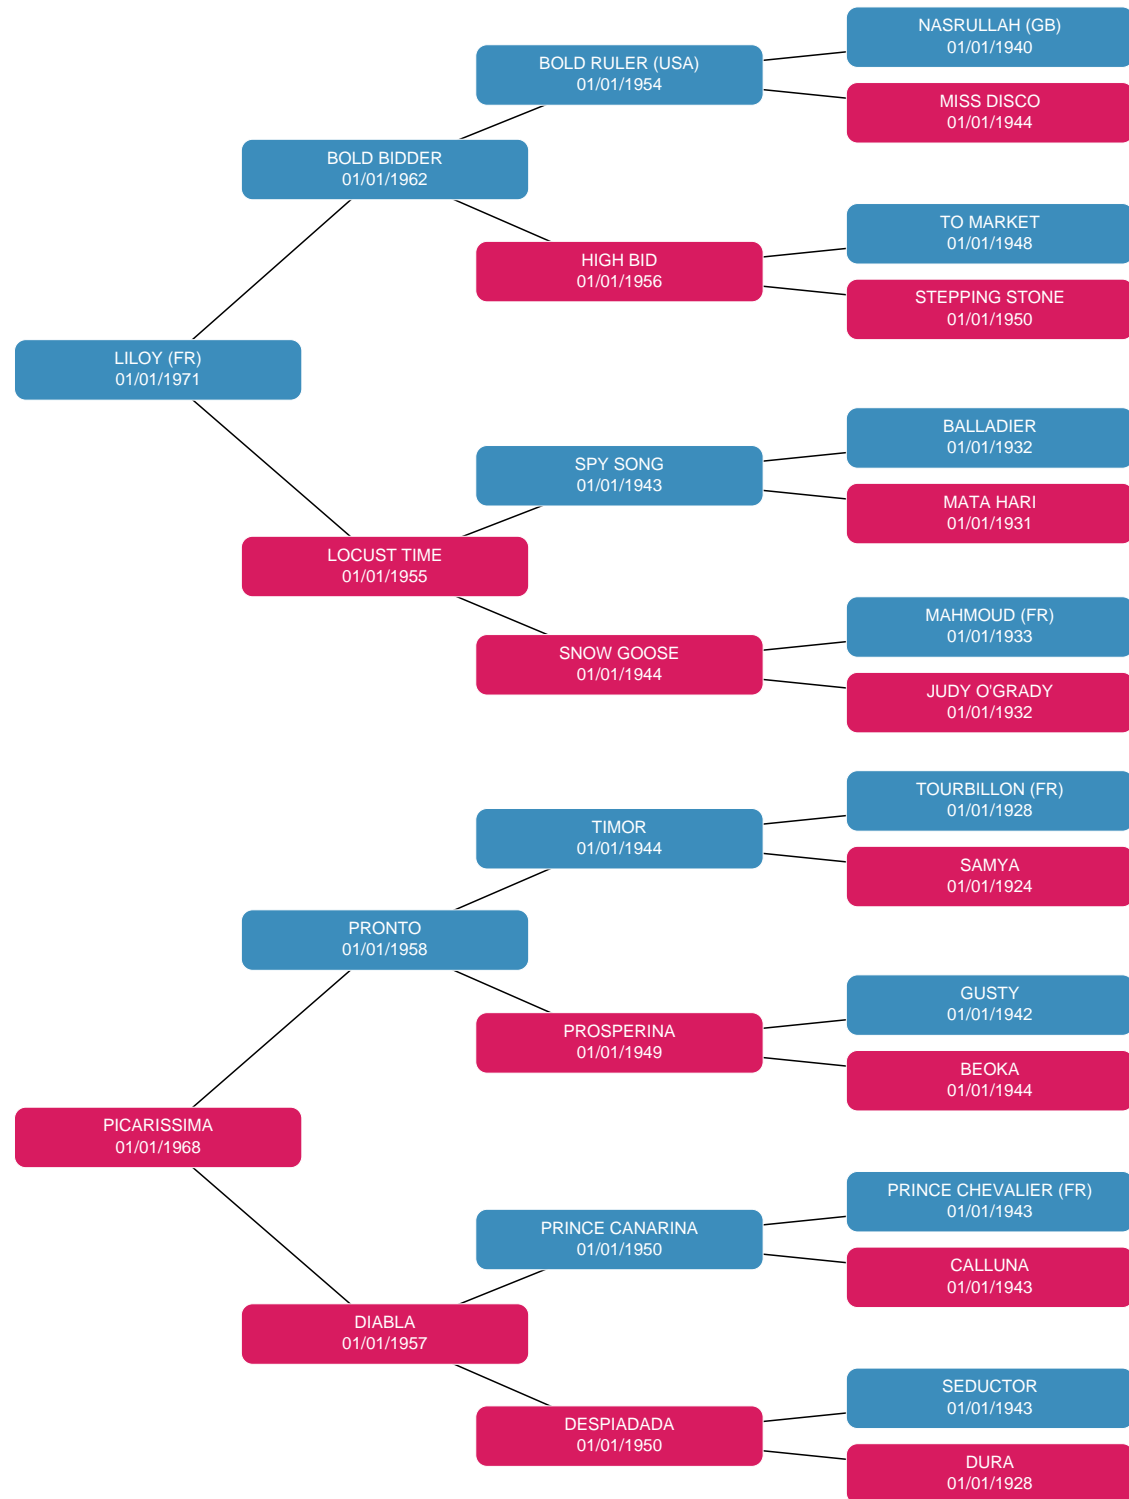 NASRULLAH (GB)
01/01/1940
BOLD RULER (USA)
01/01/1954
MISS DISCO
01/01/1944
BOLD BIDDER
01/01/1962
TO MARKET
01/01/1948
HIGH BID
01/01/1956
STEPPING STONE
01/01/1950
LILOY (FR)
01/01/1971
BALLADIER
01/01/1932
SPY SONG
01/01/1943
MATA HARI
01/01/1931
LOCUST TIME
01/01/1955
MAHMOUD (FR)
01/01/1933
SNOW GOOSE
01/01/1944
JUDY O'GRADY
01/01/1932
TOURBILLON (FR)
01/01/1928
TIMOR
01/01/1944
SAMYA
01/01/1924
PRONTO
01/01/1958
GUSTY
01/01/1942
PROSPERINA
01/01/1949
BEOKA
01/01/1944
PICARISSIMA
01/01/1968
PRINCE CHEVALIER (FR)
01/01/1943
PRINCE CANARINA
01/01/1950
CALLUNA
01/01/1943
DIABLA
01/01/1957
SEDUCTOR
01/01/1943
DESPIADADA
01/01/1950
DURA
01/01/1928